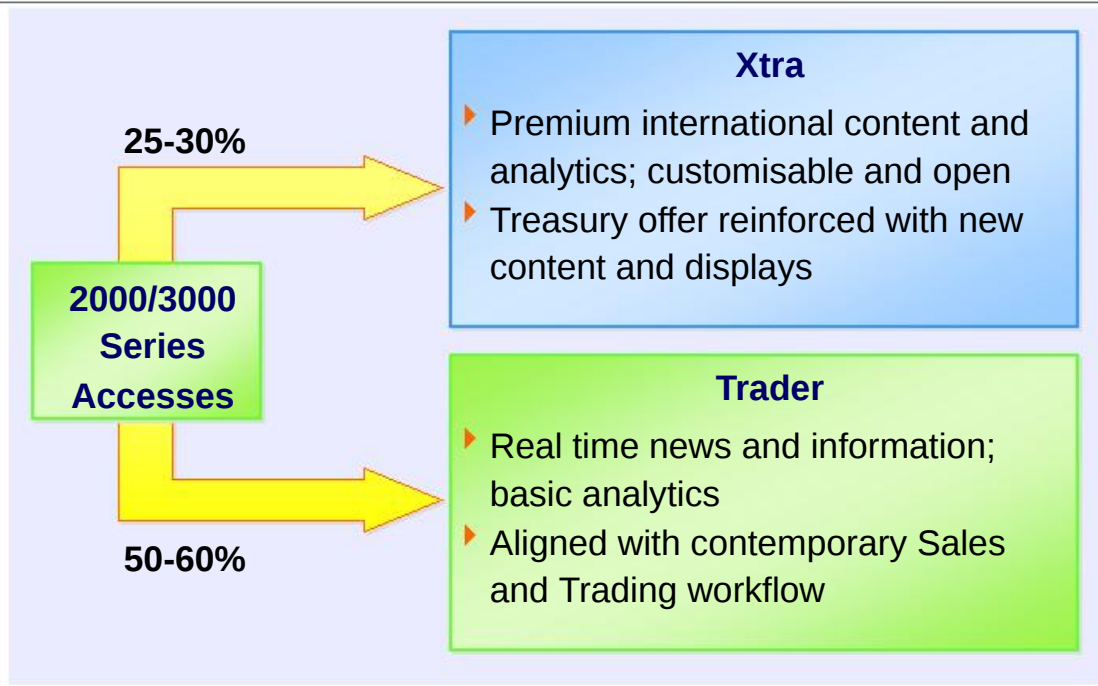 Xtra
Premium international content and
analytics; customisable and open
Treasury offer reinforced with new
content and displays
25-30%
2000/3000
Series
Accesses
50-60%
Trader
Real time news and information;
basic analytics
Aligned with contemporary Sales
and Trading workflow